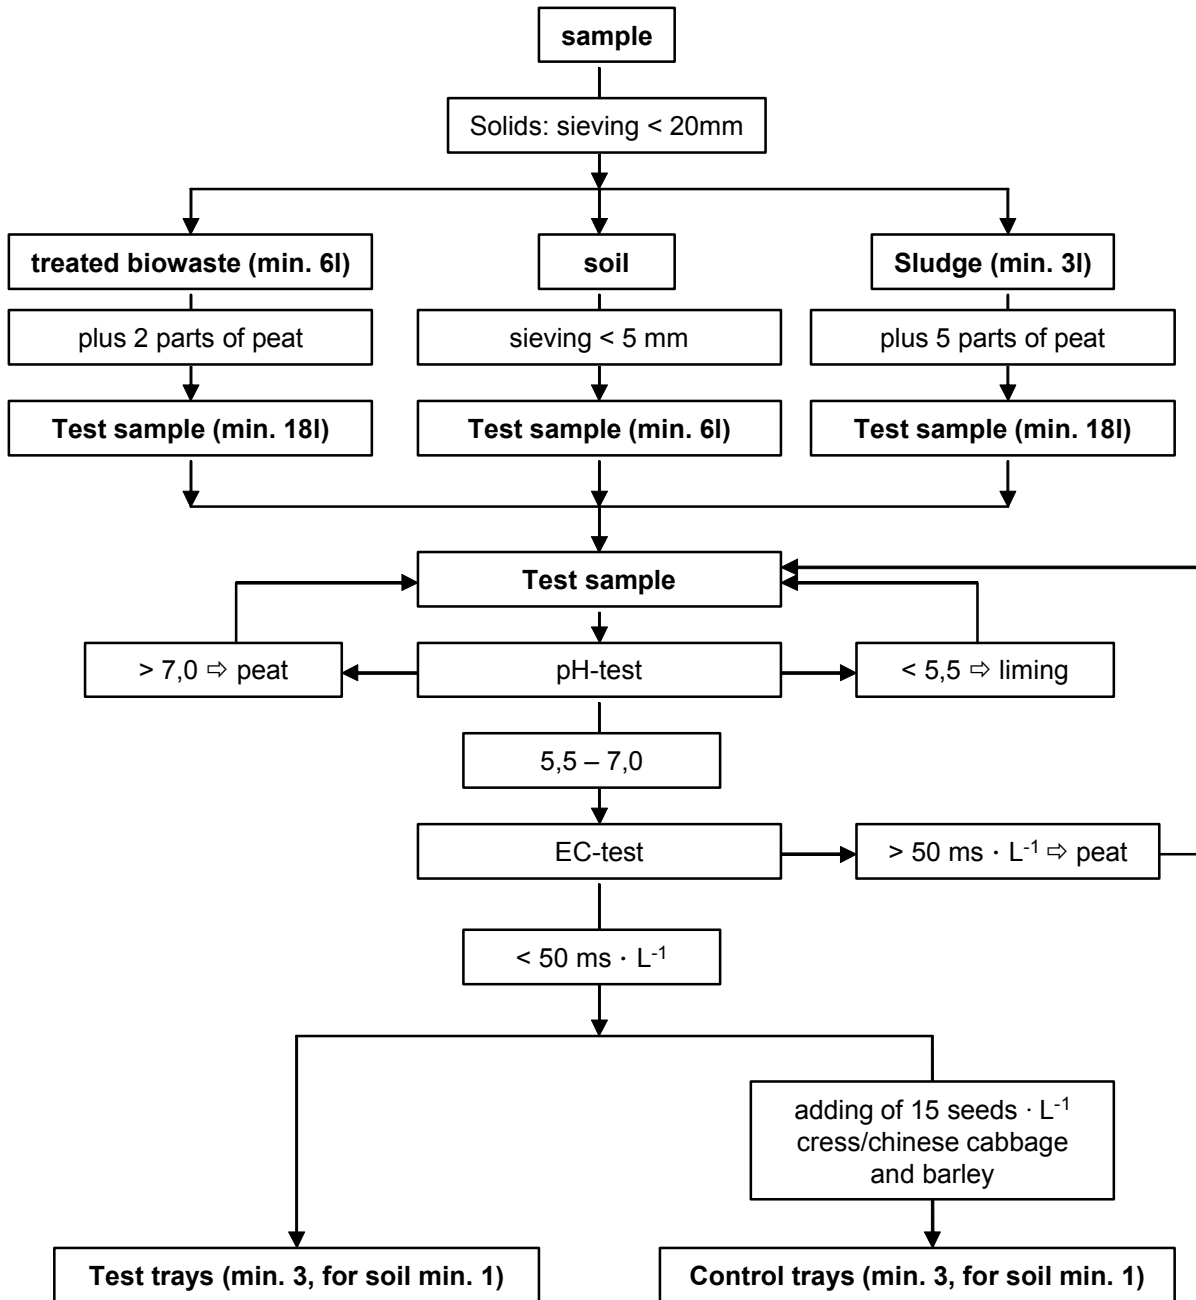 sample
Solids: sieving < 20mm
treated biowaste (min. 6l)
soil
Sludge (min. 3l)
plus 2 parts of peat
sieving < 5 mm
plus 5 parts of peat
Test sample (min. 18l)
Test sample (min. 6l)
Test sample (min. 18l)
Test sample
> 7,0 ⇨ peat
pH-test
< 5,5 ⇨ liming
5,5 – 7,0
EC-test
> 50 ms · L⁻¹ ⇨ peat
< 50 ms · L⁻¹
adding of 15 seeds · L⁻¹
cress/chinese cabbage
and barley
Test trays (min. 3, for soil min. 1)
Control trays (min. 3, for soil min. 1)